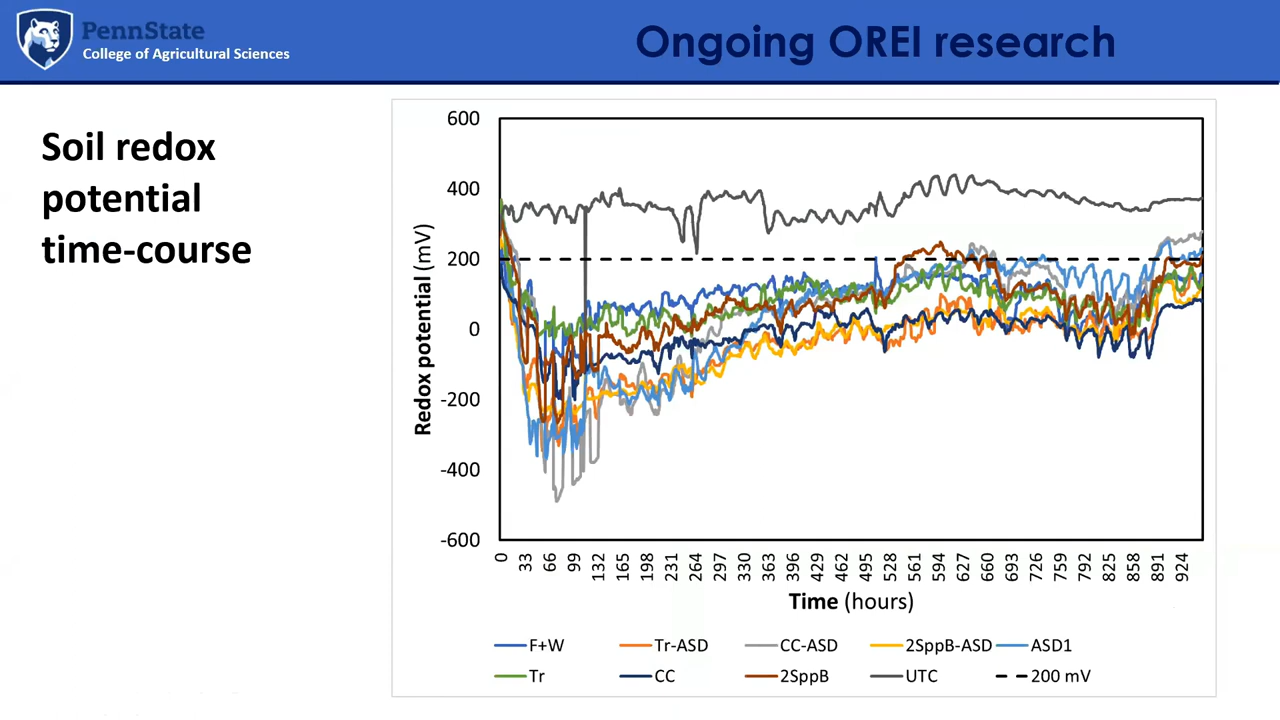 PennState
College of Agricultural Sciences
Ongoing OREI research
Soil redox
potential
time-course
Redox potential (mV)
600
400
200
0
-200
-400
-600
0 33 66 99 132 165 198 231 264 297 330 363 396 429 462 495 528 561 594 627 660 693 726 759 792 825 858 891 924
Time (hours)
F+W Tr-ASD CC-ASD 2SppB-ASD ASD1
Tr CC 2SppB UTC 200 mV